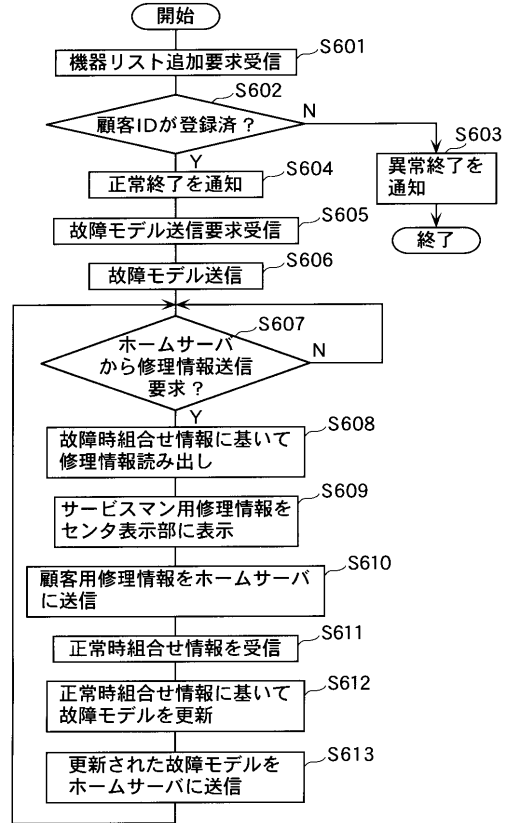 開始
S601
機器リスト追加要求受信
S602
顧客IDが登録済?
N
Y
S603
異常終了を
通知
終了
S604
正常終了を通知
S605
故障モデル送信要求受信
S606
故障モデル送信
S607
ホームサーバ
から修理情報送信
要求?
N
Y
S608
故障時組合せ情報に基いて
修理情報読み出し
S609
サービスマン用修理情報を
センタ表示部に表示
S610
顧客用修理情報をホームサーバ
に送信
S611
正常時組合せ情報を受信
S612
正常時組合せ情報に基いて
故障モデルを更新
S613
更新された故障モデルを
ホームサーバに送信